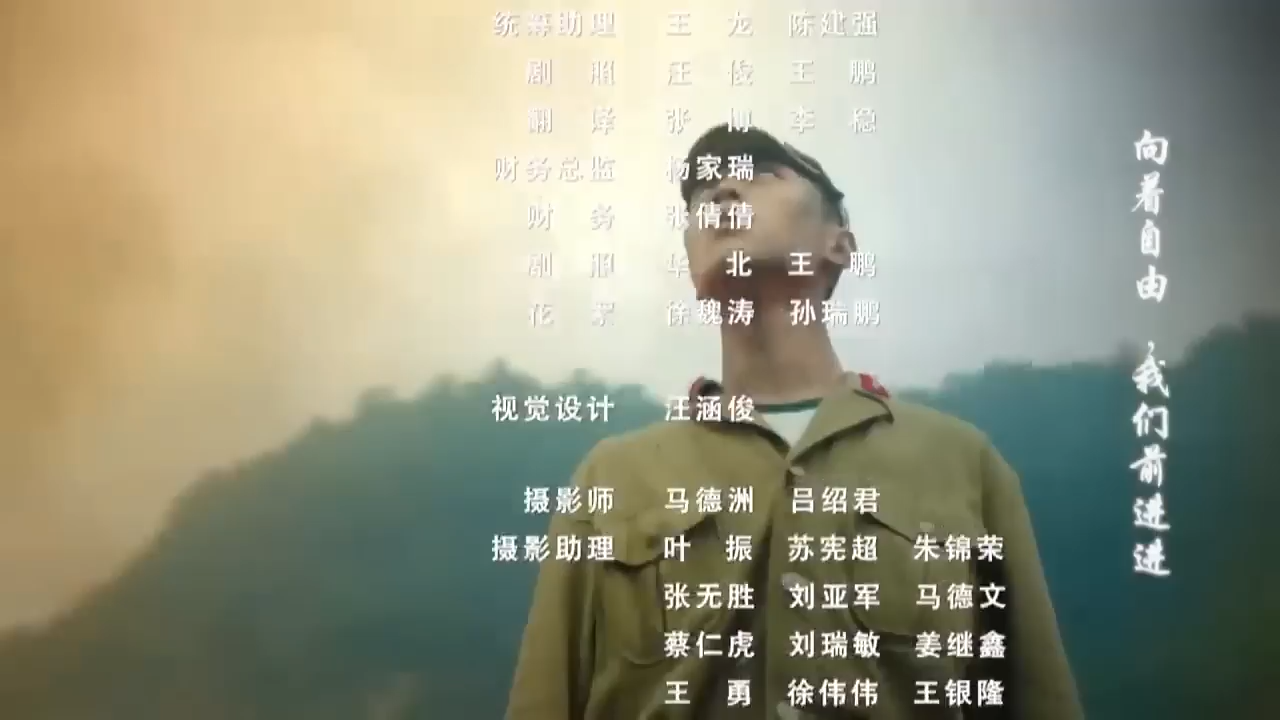 统筹助理 王 龙 陈建强
剧 照 汪 俊 王 鹏
翻 译 张 博 李 稳
财务总监 杨家瑞
财 务 张倩倩
剧 照 华 北 王 鹏
花 絮 徐魏涛 孙瑞鹏
视觉设计 汪涵俊
摄影师 马德洲 吕绍君
摄影助理 叶 振 苏宪超 朱锦荣
张无胜 刘亚军 马德文
蔡仁虎 刘瑞敏 姜继鑫
王 勇 徐伟伟 王银隆
向着自由 我们前进进